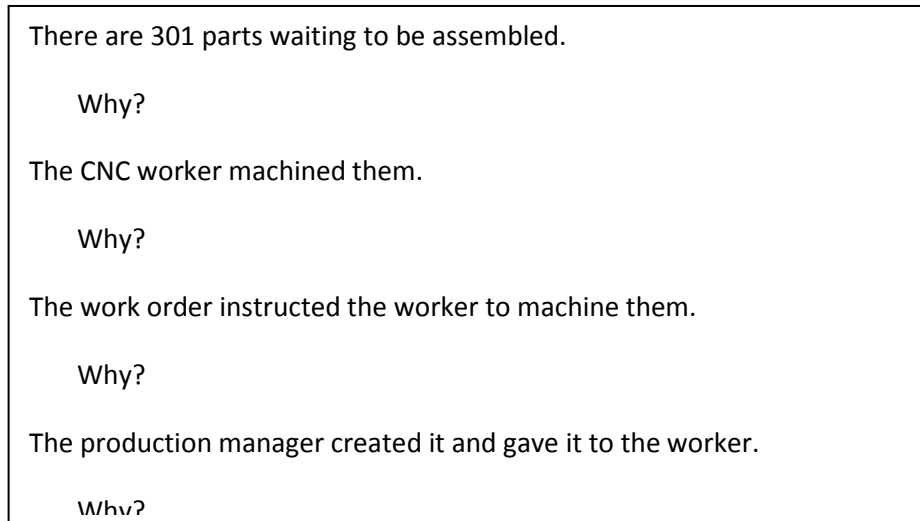 There are 301 parts waiting to be assembled.
Why?
The CNC worker machined them.
Why?
The work order instructed the worker to machine them.
Why?
The production manager created it and gave it to the worker.
Why?